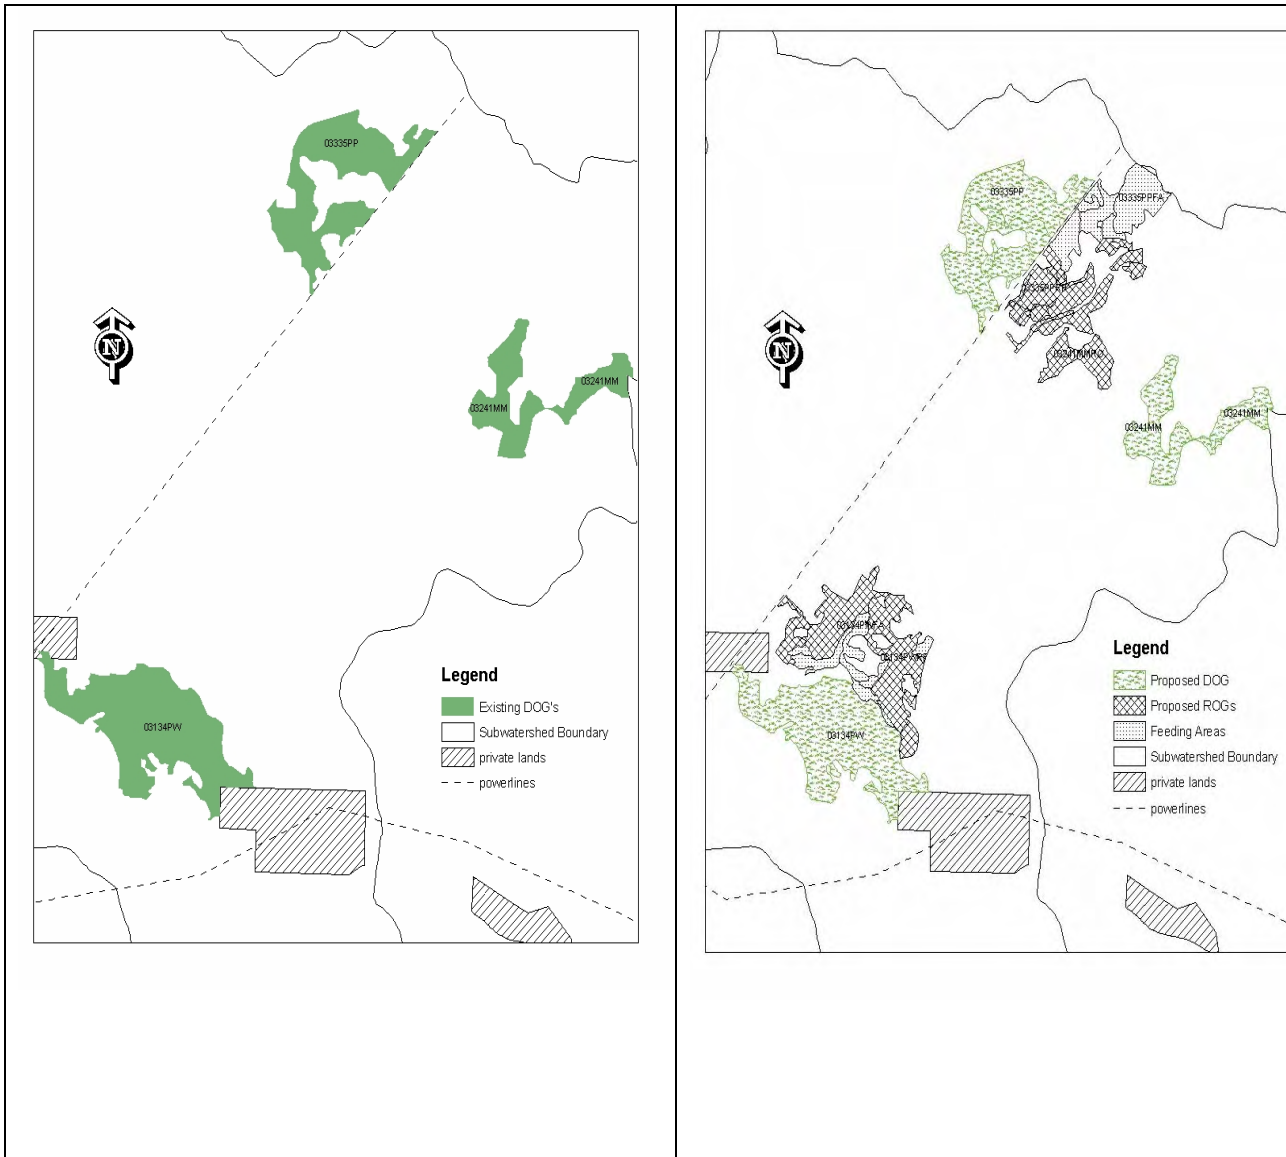 03335PP
N
03241MM
03241MM
03134PW
Legend
Existing DOG's
Subwatershed Boundary
private lands
powerlines
03335PP
03335PPFA
03241MMRO
N
03241MM
03241MM
03134PW
Legend
Proposed DOG
Proposed ROGs
Feeding Areas
Subwatershed Boundary
private lands
powerlines